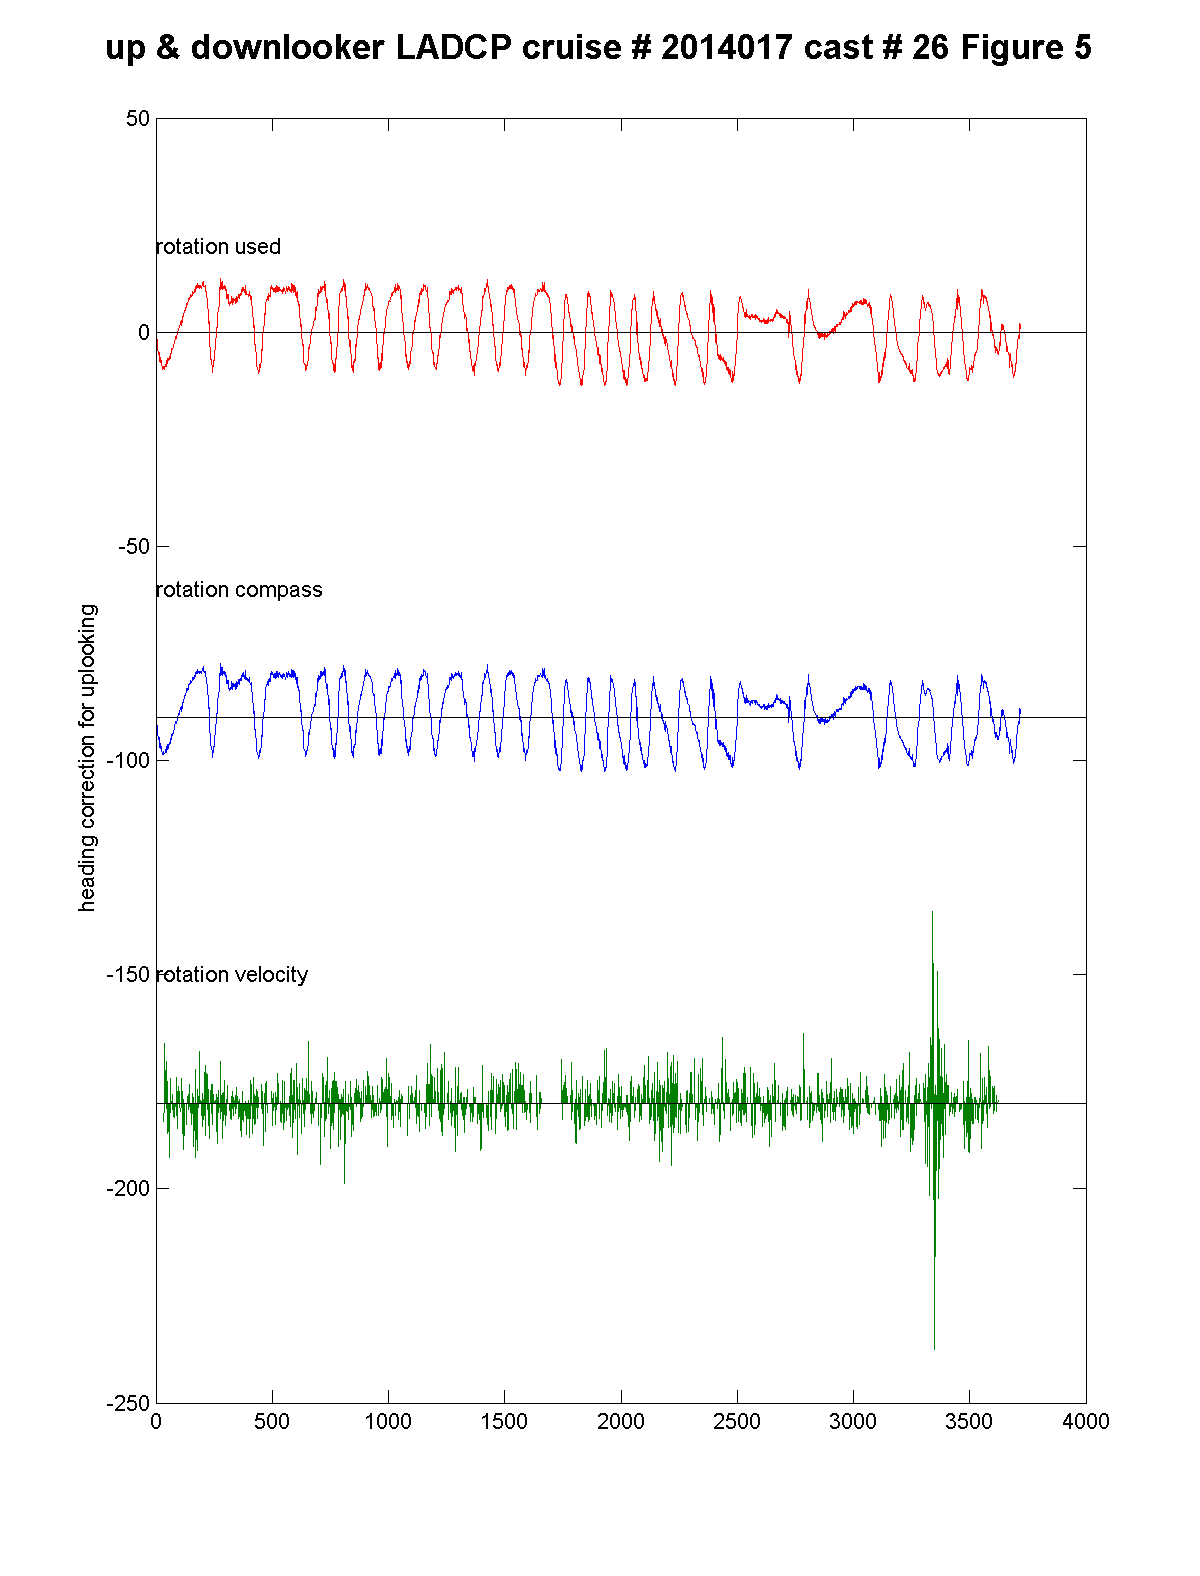 up & downlooker LADCP cruise # 2014017 cast # 26 Figure 5
50
rotation used
0
-50
rotation compass
heading correction for uplooking
-100
-150
rotation velocity
-200
-250
0 500 1000 1500 2000 2500 3000 3500 4000